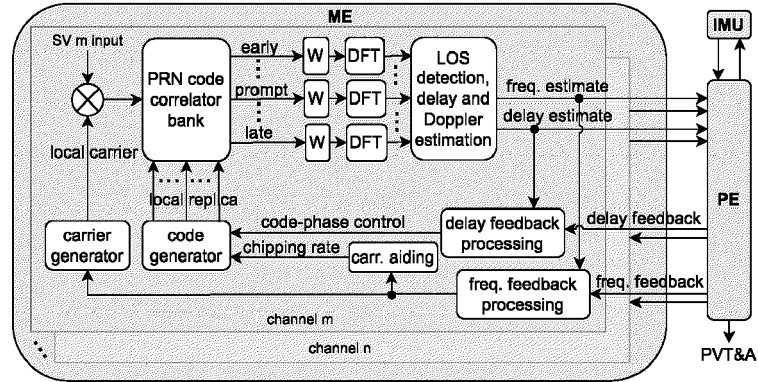 ME
IMU
SV m input
PRN code
correlator
bank
early
prompt
late
W
DFT
W
DFT
W
DFT
LOS
detection,
delay and
Doppler
estimation
freq. estimate
delay estimate
local carrier
local replica
PE
carrier
generator
code
generator
code-phase control
chipping rate
carr. aiding
delay feedback
processing
delay feedback
freq. feedback
processing
freq. feedback
channel m
channel n
PVT&A